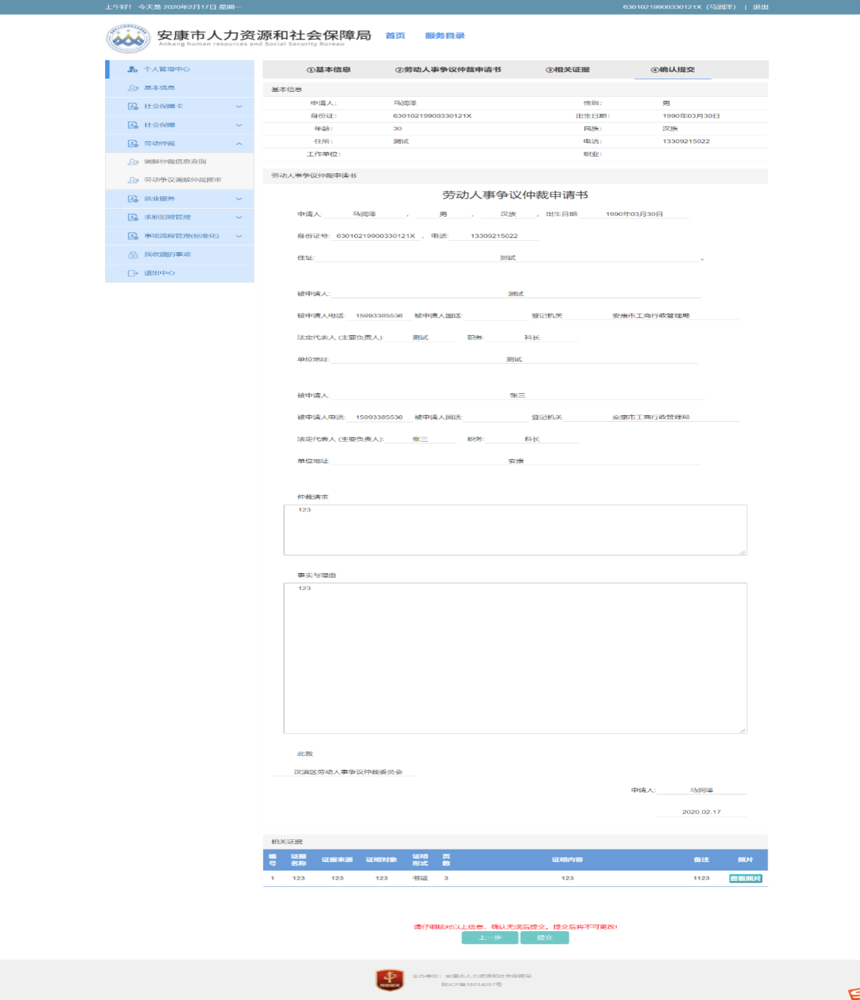 上午好! 今天是 2020年2月17日 星期一
63010219900330121X (马润泽) | 退出
安康市人力资源和社会保障局
Ankang human resources and Social Security Bureau
首页 服务目录
个人管理中心
基本信息
社会保障卡
社会保障
劳动仲裁
调解仲裁信息查询
劳动争议调解仲裁预审
就业服务
求职招聘管理
事项流程管理(标准化)
我收藏的事项
退出中心
①基本信息 ②劳动人事争议仲裁申请书 ③相关证据 ④确认提交
基本信息
申请人: 马润泽 性别: 男
身份证: 63010219900330121X 出生日期: 1990年03月30日
年龄: 30 民族: 汉族
住所: 测试 电话: 13309215022
工作单位: 职业:
劳动人事争议仲裁申请书
劳动人事争议仲裁申请书
申请人: 马润泽 , 男 , 汉族 , 出生日期: 1990年03月30日
身份证号: 63010219900330121X , 电话: 13309215022
住址: 测试 。
被申请人: 测试
被申请人电话: 15993385536 被申请人固话: 登记机关 安康市工商行政管理局
法定代表人 (主要负责人): 测试 职务: 科长
单位地址: 测试
被申请人: 张三
被申请人电话: 15993385536 被申请人固话: 登记机关 安康市工商行政管理局
法定代表人 (主要负责人): 张三 职务: 科长
单位地址: 安康
仲裁请求
123
事实与理由
123
此致
汉滨区劳动人事争议仲裁委员会
申请人: 马润泽
2020.02.17
相关证据
编号 证据名称 证据来源 证明对象 证明形式 页数 证明内容 备注 照片
1 123 123 123 书证 3 123 1123 查看照片
请仔细核对以上信息，确认无误后提交。提交后将不可更改!
上一步 提交
主办单位: 安康市人力资源和社会保障局
党政机关